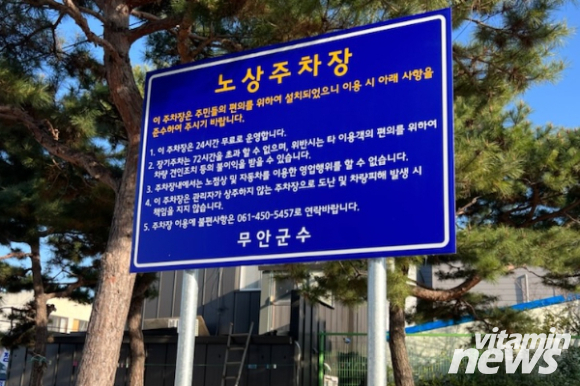 노상주차장
이 주차장은 주민들의 편의를 위하여 설치되었으니 이용 시 아래 사항을
준수하여 주시기 바랍니다.
1. 이 주차장은 24시간 무료로 운영합니다.
2. 장기주차는 72시간을 초과 할 수 없으며, 위반시는 타 이용객의 편의를 위하여
차량 견인조치 등의 불이익을 받을 수 있습니다.
3. 주차장내에서는 노점상 및 자동차를 이용한 영업행위를 할 수 없습니다.
4. 이 주차장은 관리자가 상주하지 않는 주차장으로 도난 및 차량피해 발생 시
책임을 지지 않습니다.
5. 주차장 이용에 불편사항은 061-450-5457로 연락바랍니다.
무안군수
vitamin
news